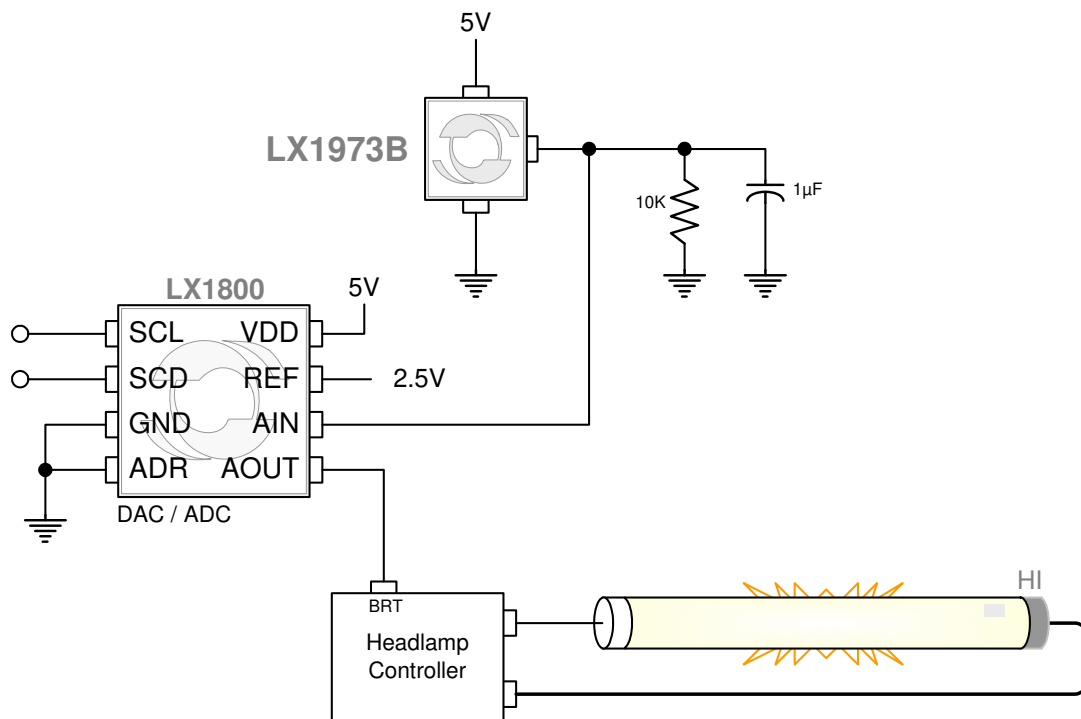 5V
LX1973B
10K
1µF
LX1800
5V
SCL
VDD
SCD
REF
2.5V
GND
AIN
ADR
AOUT
DAC / ADC
HI
BRT
Headlamp
Controller